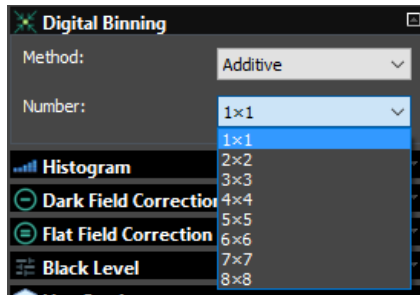 Digital Binning
Method:
Additive
Number:
1×1
1×1
2×2
3×3
4×4
5×5
6×6
7×7
8×8
Histogram
Dark Field Correction
Flat Field Correction
Black Level